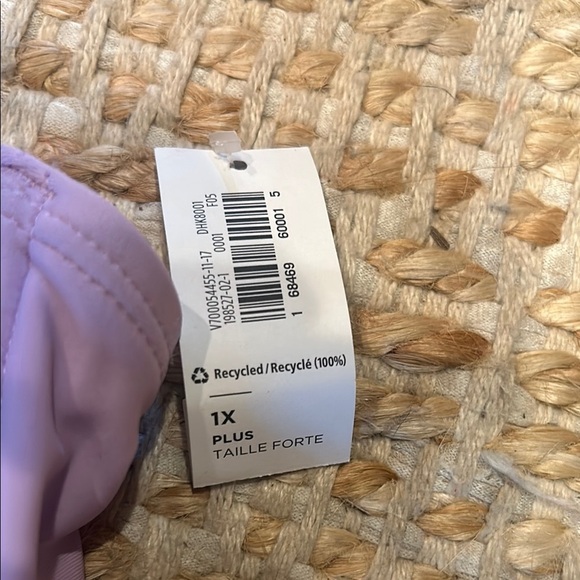 V700054455-11-17 DHK8001
198527-02-I 0001 F05
1 68469 60001 5
Recycled/Recyclé (100%)
1X
PLUS
TAILLE FORTE